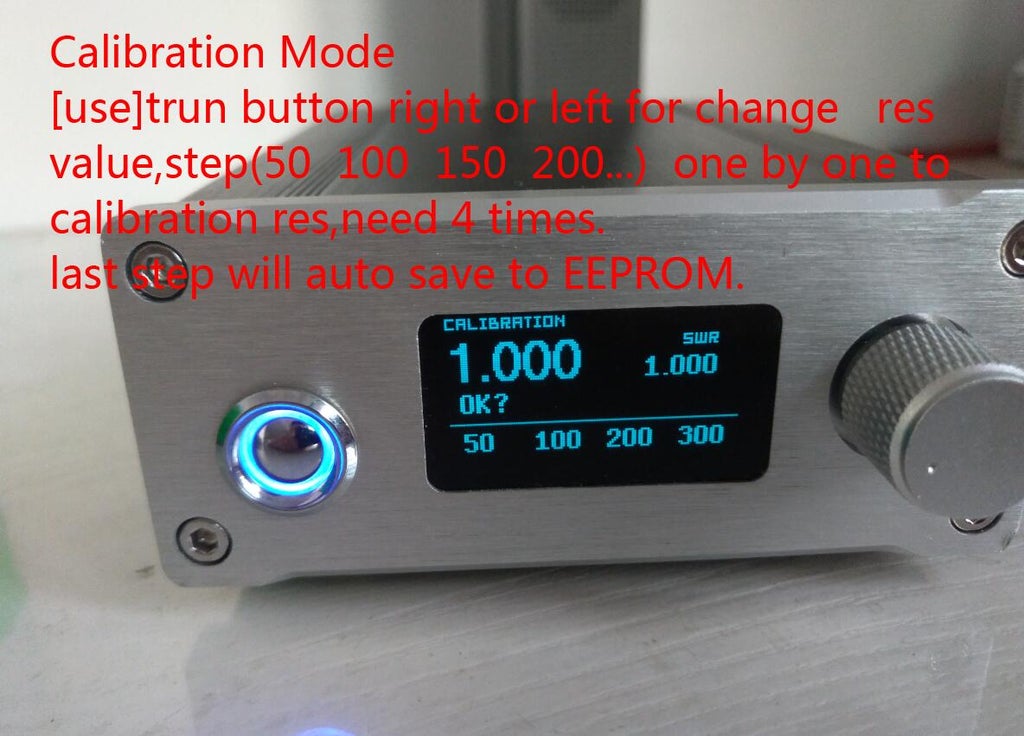 Calibration Mode
[use]trun button right or left for change   res
value,step(50  100  150  200...)  one by one to
calibration res,need 4 times.
last step will auto save to EEPROM.
CALIBRATION
1.000
SWR
1.000
OK?
50 100 200 300